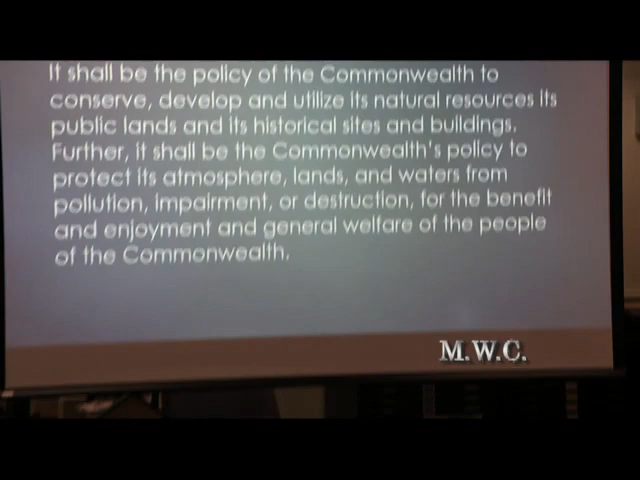 It shall be the policy of the Commonwealth to
conserve, develop and utilize its natural resources its
public lands and its historical sites and buildings.
Further, it shall be the Commonwealth's policy to
protect its atmosphere, lands, and waters from
pollution, impairment, or destruction, for the benefit
and enjoyment and general welfare of the people
of the Commonwealth.
M.W.C.